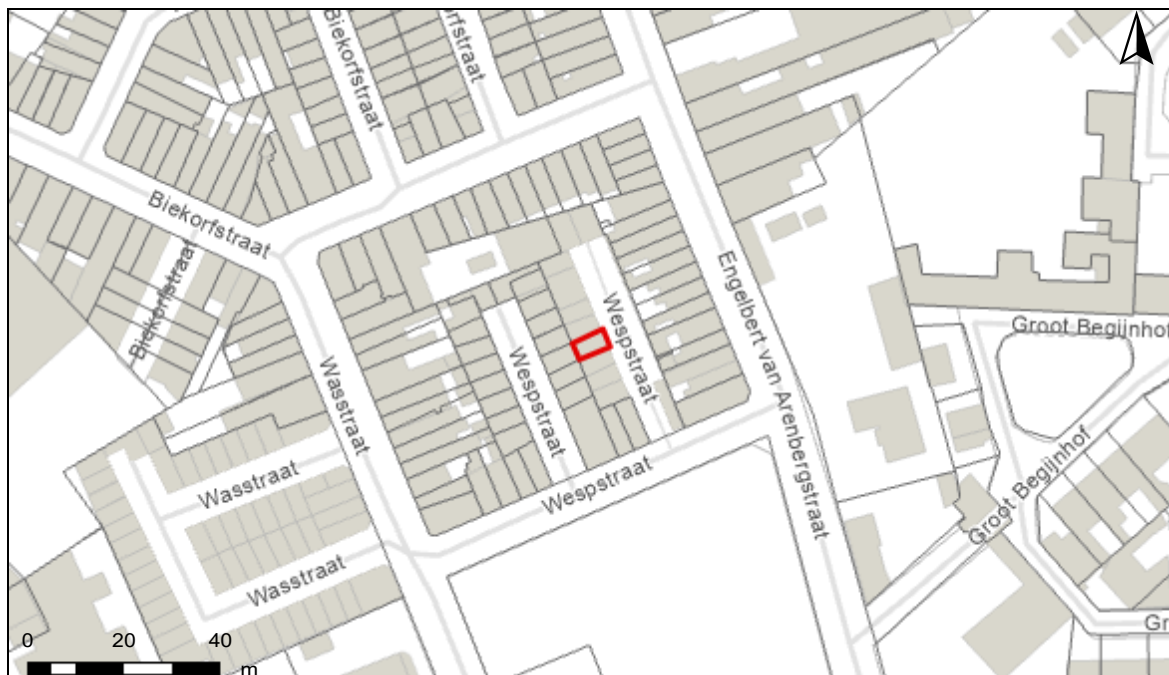 Biekorfstraat
rfstraat
Biekorfstraat
Biekorfstraat
Engelbert van Arenbergstraat
Groot Begijnhof
Wespstraat
Wespstraat
Wasstraat
Wasstraat
Wespstraat
Groot Begijnhof
Wasstraat
Gr
0 20 40
m